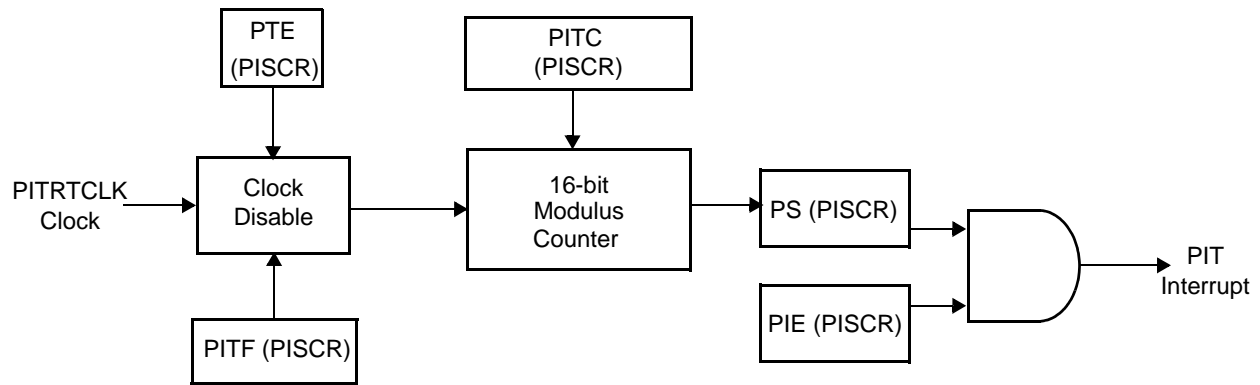 PTE
(PISCR)
PITC
(PISCR)
PITRTCLK
Clock
Clock
Disable
16-bit
Modulus
Counter
PS (PISCR)
PIE (PISCR)
PIT
Interrupt
PITF (PISCR)